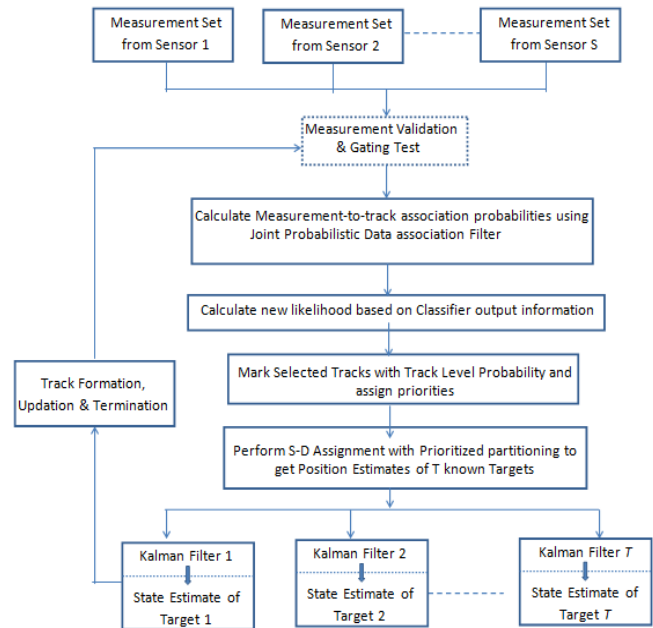 Measurement Set
from Sensor 1
Measurement Set
from Sensor 2
Measurement Set
from Sensor S
Measurement Validation
& Gating Test
Calculate Measurement-to-track association probabilities using
Joint Probabilistic Data association Filter
Calculate new likelihood based on Classifier output information
Mark Selected Tracks with Track Level Probability and
assign priorities
Track Formation,
Updation & Termination
Perform S-D Assignment with Prioritized partitioning to
get Position Estimates of T known Targets
Kalman Filter 1
State Estimate of
Target 1
Kalman Filter 2
State Estimate of
Target 2
Kalman Filter T
State Estimate of
Target T